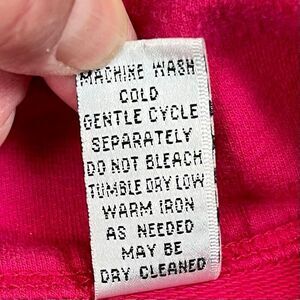 MACHINE WASH
COLD
GENTLE CYCLE
SEPARATELY
DO NOT BLEACH
TUMBLE DRY LOW
WARM IRON
AS NEEDED
MAY BE
DRY CLEANED